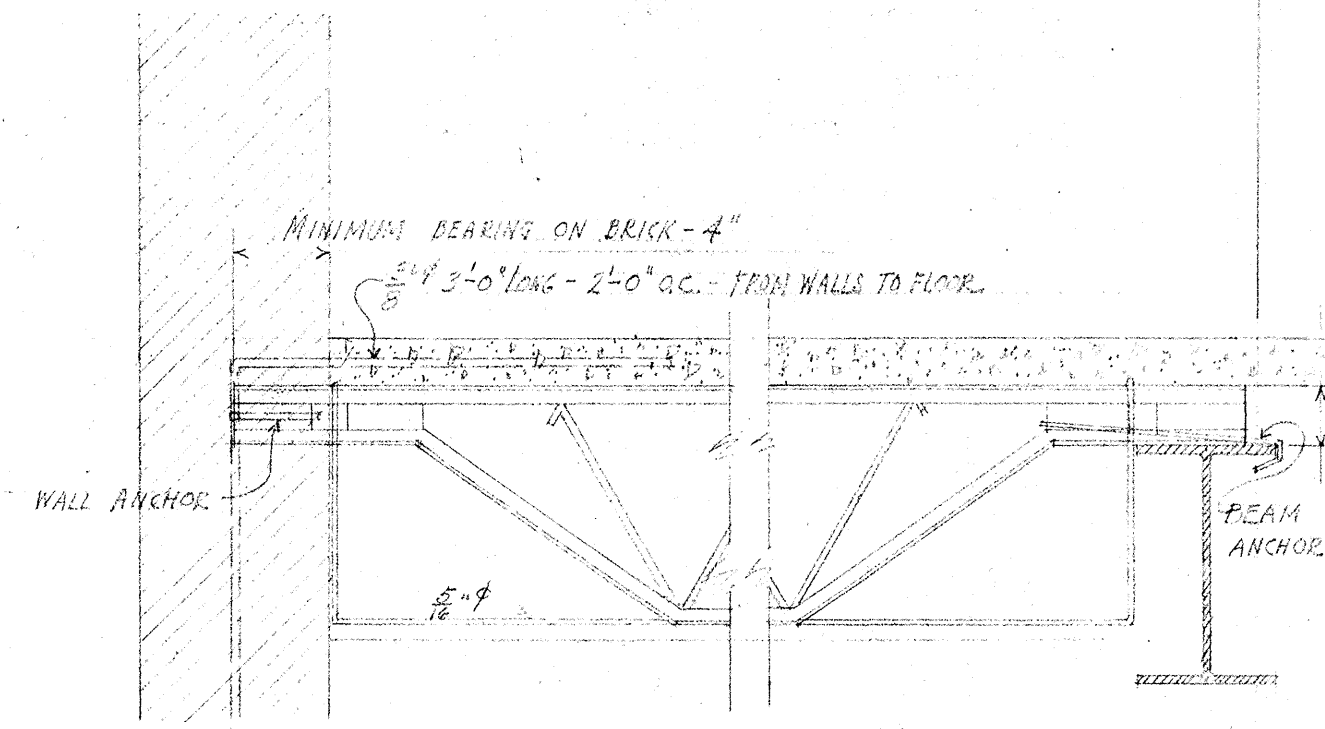 MINIMUM BEARING ON BRICK - 4"
5/8"φ 3'-0" LONG - 2'-0" O.C. - FROM WALLS TO FLOOR
WALL ANCHOR
BEAM
ANCHOR
5/16"φ